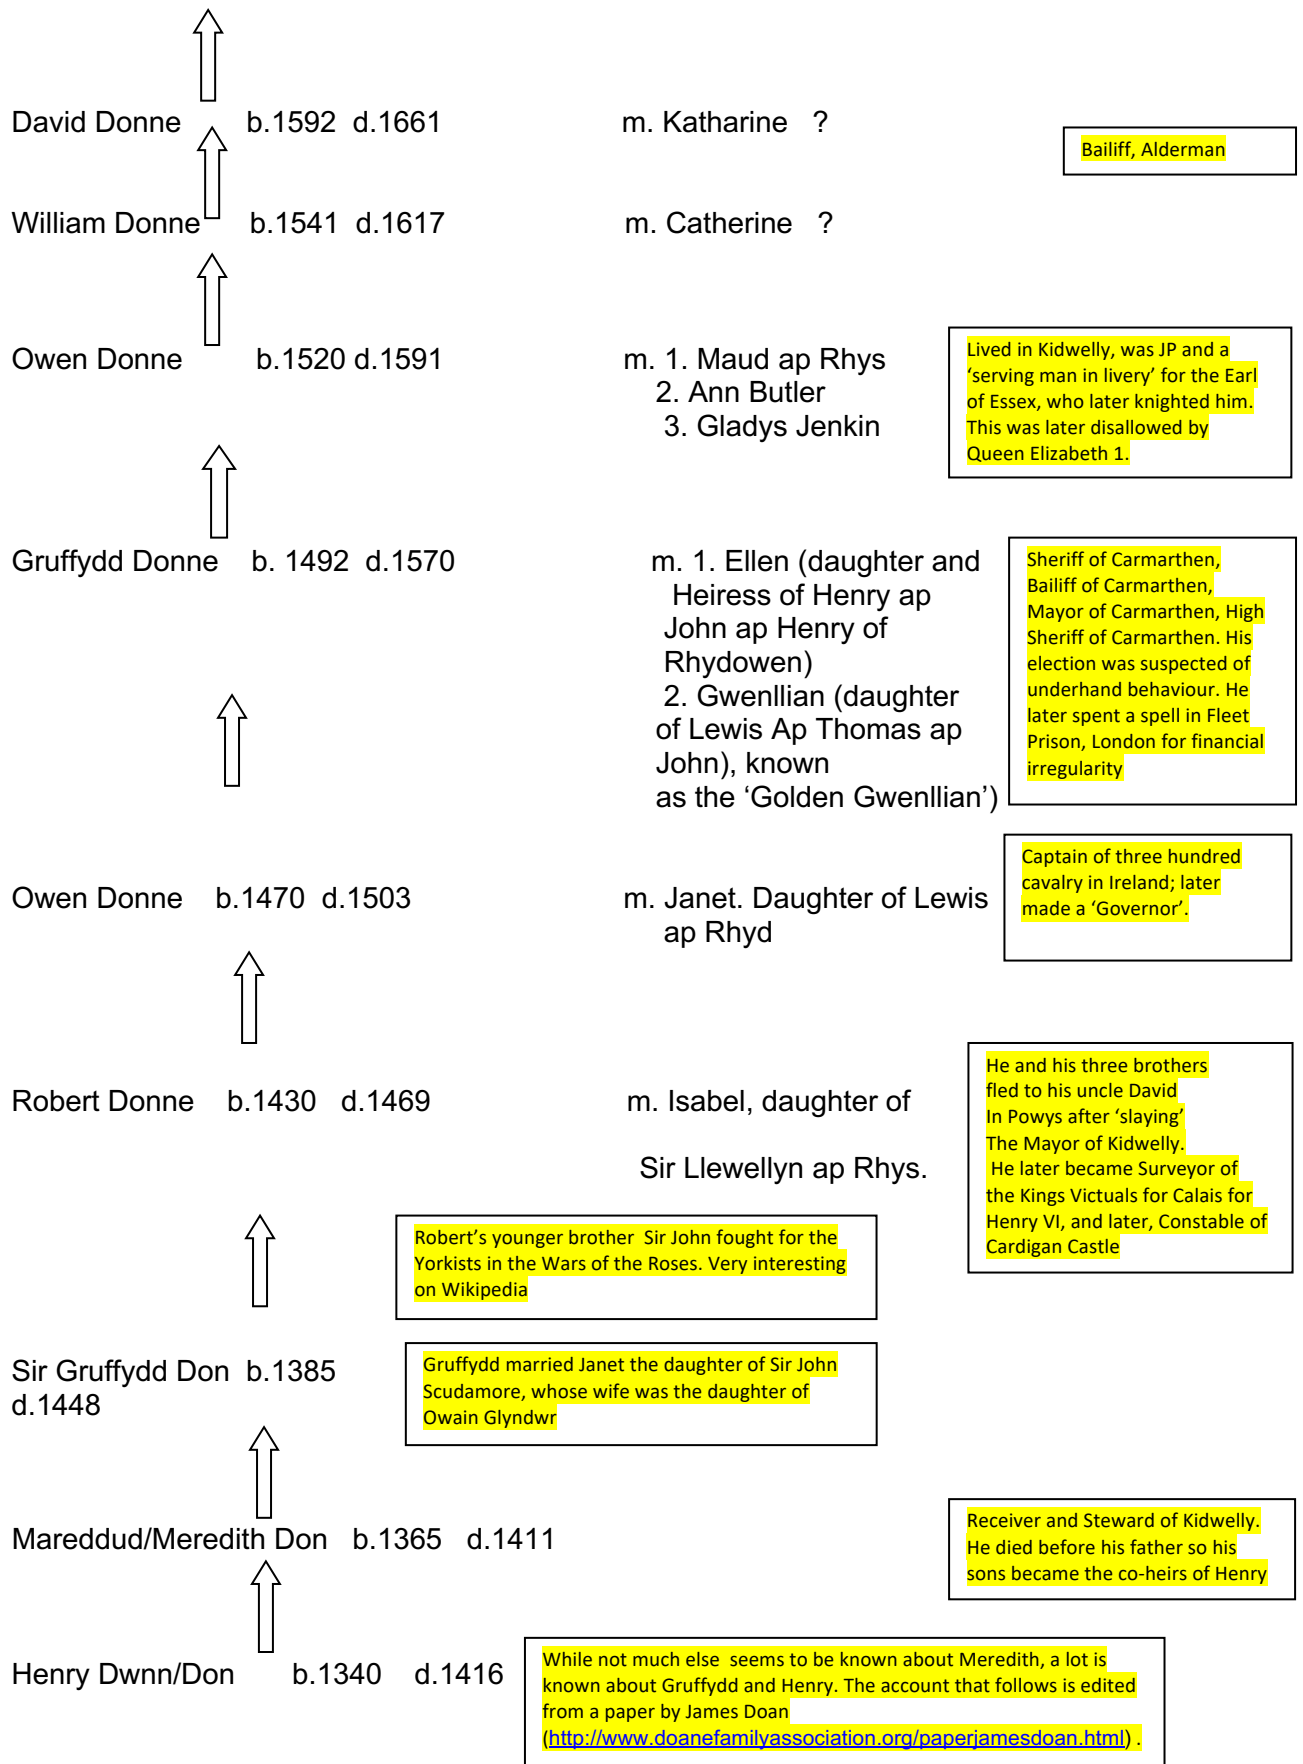 David Donne b.1592 d.1661 m. Katharine ?
Bailiff, Alderman
William Donne b.1541 d.1617 m. Catherine ?
Owen Donne b.1520 d.1591 m. 1. Maud ap Rhys
2. Ann Butler
3. Gladys Jenkin
Lived in Kidwelly, was JP and a
‘serving man in livery’ for the Earl
of Essex, who later knighted him.
This was later disallowed by
Queen Elizabeth 1.
Gruffydd Donne b. 1492 d.1570 m. 1. Ellen (daughter and
Heiress of Henry ap
John ap Henry of
Rhydowen)
2. Gwenllian (daughter
of Lewis Ap Thomas ap
John), known
as the ‘Golden Gwenllian’)
Sheriff of Carmarthen,
Bailiff of Carmarthen,
Mayor of Carmarthen, High
Sheriff of Carmarthen. His
election was suspected of
underhand behaviour. He
later spent a spell in Fleet
Prison, London for financial
irregularity
Owen Donne b.1470 d.1503 m. Janet. Daughter of Lewis
ap Rhyd
Captain of three hundred
cavalry in Ireland; later
made a ‘Governor’.
Robert Donne b.1430 d.1469 m. Isabel, daughter of
Sir Llewellyn ap Rhys.
He and his three brothers
fled to his uncle David
In Powys after ‘slaying’
The Mayor of Kidwelly.
He later became Surveyor of
the Kings Victuals for Calais for
Henry VI, and later, Constable of
Cardigan Castle
Robert’s younger brother Sir John fought for the
Yorkists in the Wars of the Roses. Very interesting
on Wikipedia
Sir Gruffydd Don b.1385
d.1448
Gruffydd married Janet the daughter of Sir John
Scudamore, whose wife was the daughter of
Owain Glyndwr
Mareddud/Meredith Don b.1365 d.1411
Receiver and Steward of Kidwelly.
He died before his father so his
sons became the co-heirs of Henry
Henry Dwnn/Don b.1340 d.1416
While not much else seems to be known about Meredith, a lot is
known about Gruffydd and Henry. The account that follows is edited
from a paper by James Doan
(http://www.doanefamilyassociation.org/paperjamesdoan.html) .